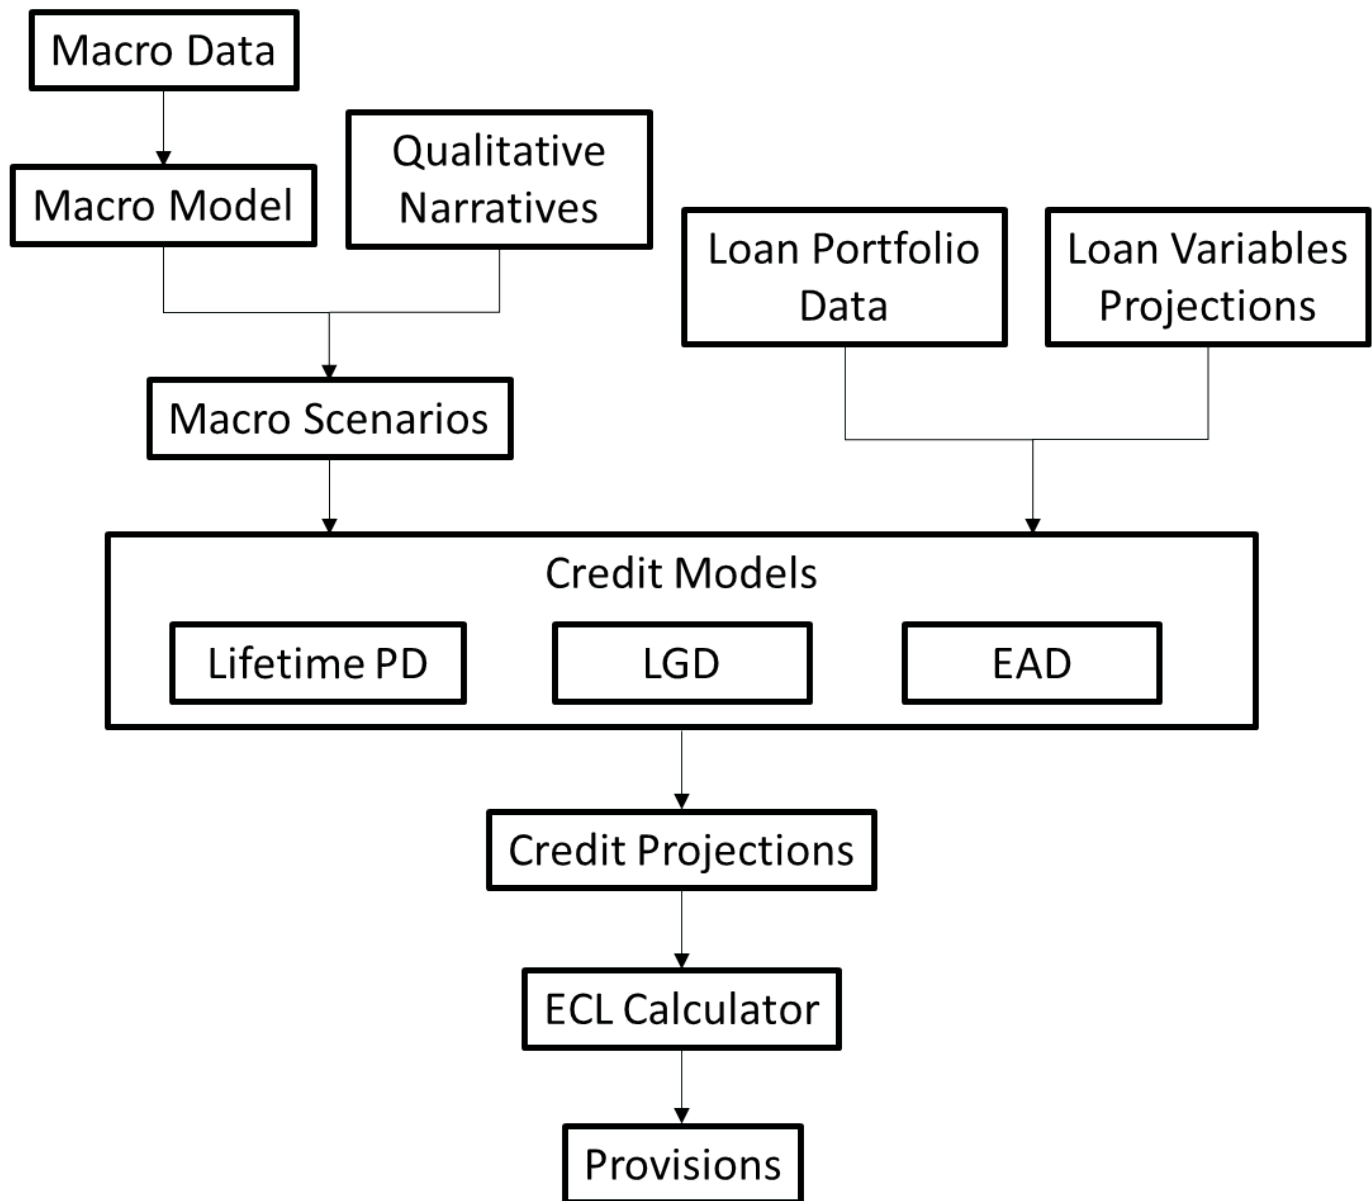 Macro Data
Macro Model
Qualitative
Narratives
Loan Portfolio
Data
Loan Variables
Projections
Macro Scenarios
Credit Models
Lifetime PD
LGD
EAD
Credit Projections
ECL Calculator
Provisions